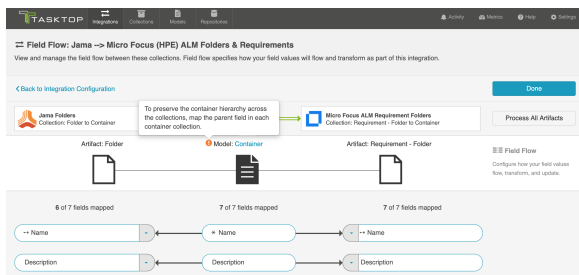 TASKTOP
Integrations
Collections
Models
Repositories
Activity
Metrics
Help
Settings
Field Flow: Jama --> Micro Focus (HPE) ALM Folders & Requirements
View and manage the field flow between these collections. Field flow specifies how your field values will flow and transform as part of this integration.
Back to Integration Configuration
Done
Jama Folders
Collection: Folder to Container
To preserve the container hierarchy across
the collections, map the parent field in each
container collection.
Micro Focus ALM Requirement Folders
Collection: Requirement - Folder to Container
Process All Artifacts
Artifact: Folder
Model: Container
Artifact: Requirement - Folder
Field Flow
Configure how your field values
flow, transform, and update.
6 of 7 fields mapped
7 of 7 fields mapped
7 of 7 fields mapped
Name
* Name
Name
Description
Description
Description